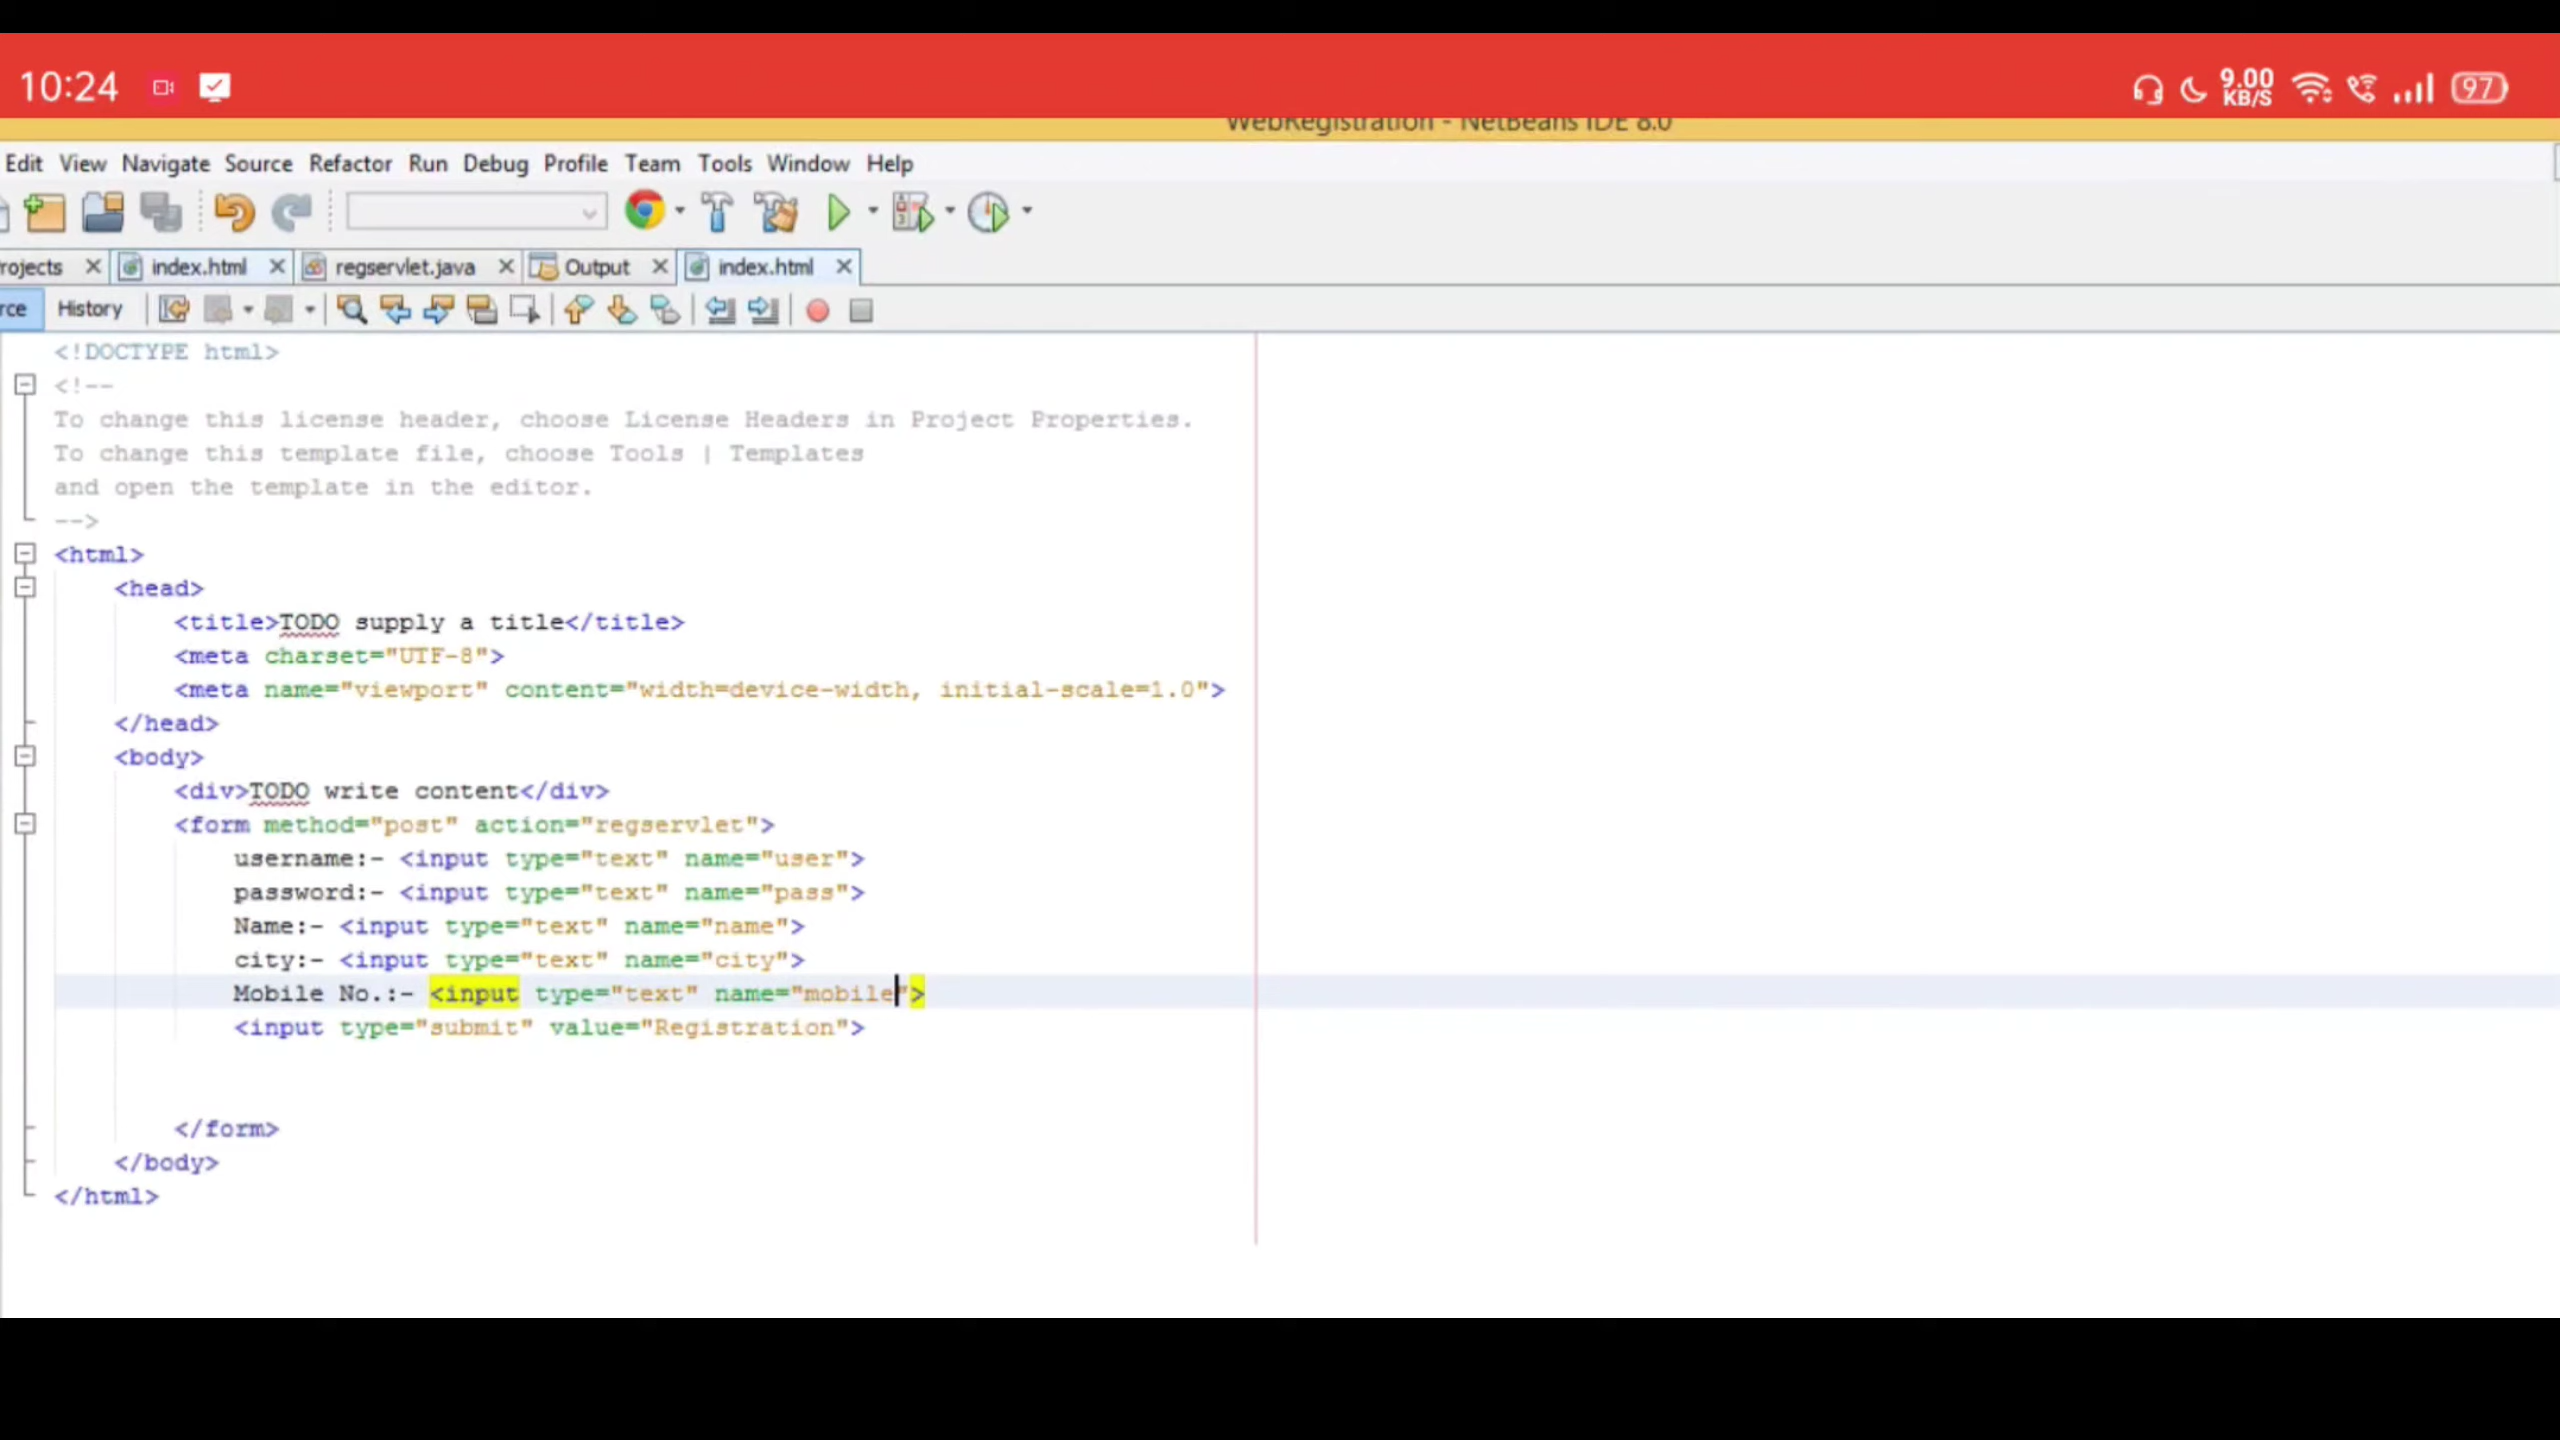 10:24
9.00 KB/S
97
WebRegistration - NetBeans IDE 8.0
Edit View Navigate Source Refactor Run Debug Profile Team Tools Window Help
rojects index.html regservlet.java Output index.html
rce History
<!DOCTYPE html>
<!--
To change this license header, choose License Headers in Project Properties.
To change this template file, choose Tools | Templates
and open the template in the editor.
-->
<html>
<head>
<title>TODO supply a title</title>
<meta charset="UTF-8">
<meta name="viewport" content="width=device-width, initial-scale=1.0">
</head>
<body>
<div>TODO write content</div>
<form method="post" action="regservlet">
username:- <input type="text" name="user">
password:- <input type="text" name="pass">
Name:- <input type="text" name="name">
city:- <input type="text" name="city">
Mobile No.:- <input type="text" name="mobile">
<input type="submit" value="Registration">
</form>
</body>
</html>